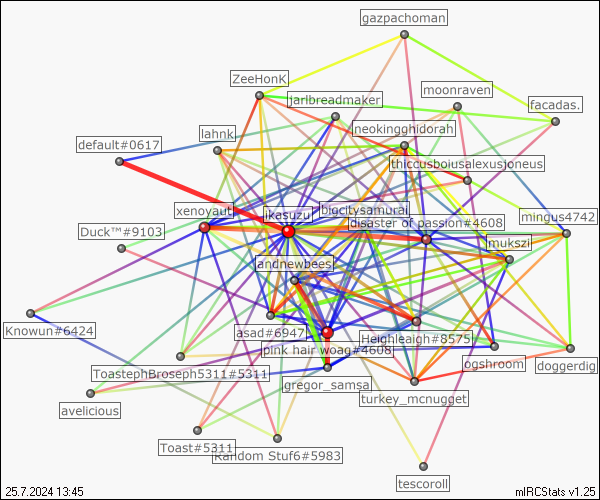 gazpachoman
ZeeHonK
moonraven
jarlbreadmaker
facadas.
lahnk
neokingghidorah
default#0617
thiccusboiusalexusjoneus
xenoyaut
ikasuzu
bigcitysamurai
mingus4742
disaster of passion#4608
Duck™#9103
mukszi
andnewbees
Knowun#6424
asad#6947
Heighleaigh#8575
pink hair woag#4608
ogshroom
doggerdig
ToastephBroseph5311#5311
gregor_samsa
turkey_mcnugget
avelicious
Toast#5311
Random Stuf6#5983
tescoroll
25.7.2024 13:45
mIRCStats v1.25